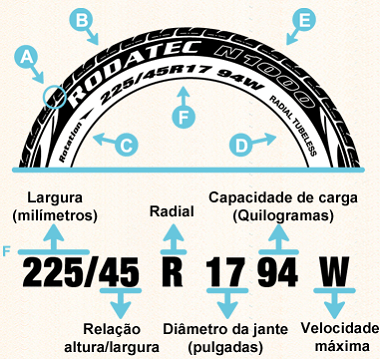 A
B
E
RODATEC N1000
Rotation 225/45R17 94W RADIAL TUBELESS
F
C
D
Largura
(milímetros)
Radial
Capacidade de carga
(Quilogramas)
F
225/45 R 17 94 W
Relação
altura/largura
Diâmetro da jante
(pulgadas)
Velocidade
máxima